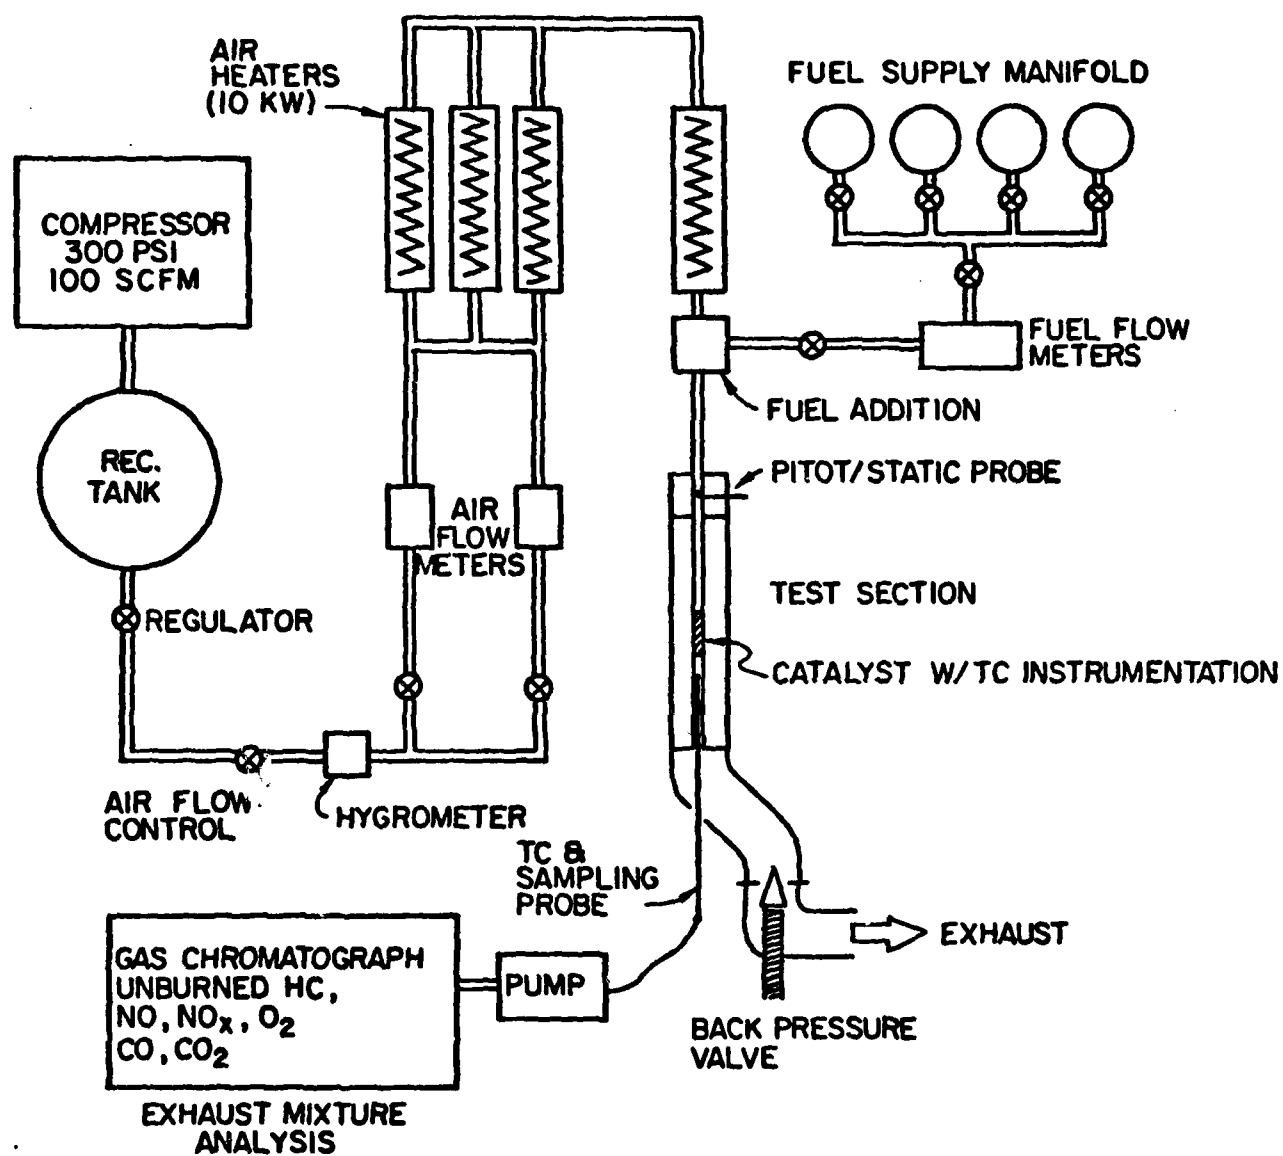 AIR
HEATERS
(10 KW)
FUEL SUPPLY MANIFOLD
COMPRESSOR
300 PSI
100 SCFM
FUEL FLOW
METERS
FUEL ADDITION
REC.
TANK
PITOT/STATIC PROBE
AIR
FLOW
METERS
TEST SECTION
REGULATOR
CATALYST W/TC INSTRUMENTATION
AIR FLOW
CONTROL
HYGROMETER
TC &
SAMPLING
PROBE
EXHAUST
GAS CHROMATOGRAPH
UNBURNED HC,
NO, NOx, O2
CO, CO2
PUMP
BACK PRESSURE
VALVE
EXHAUST MIXTURE
ANALYSIS